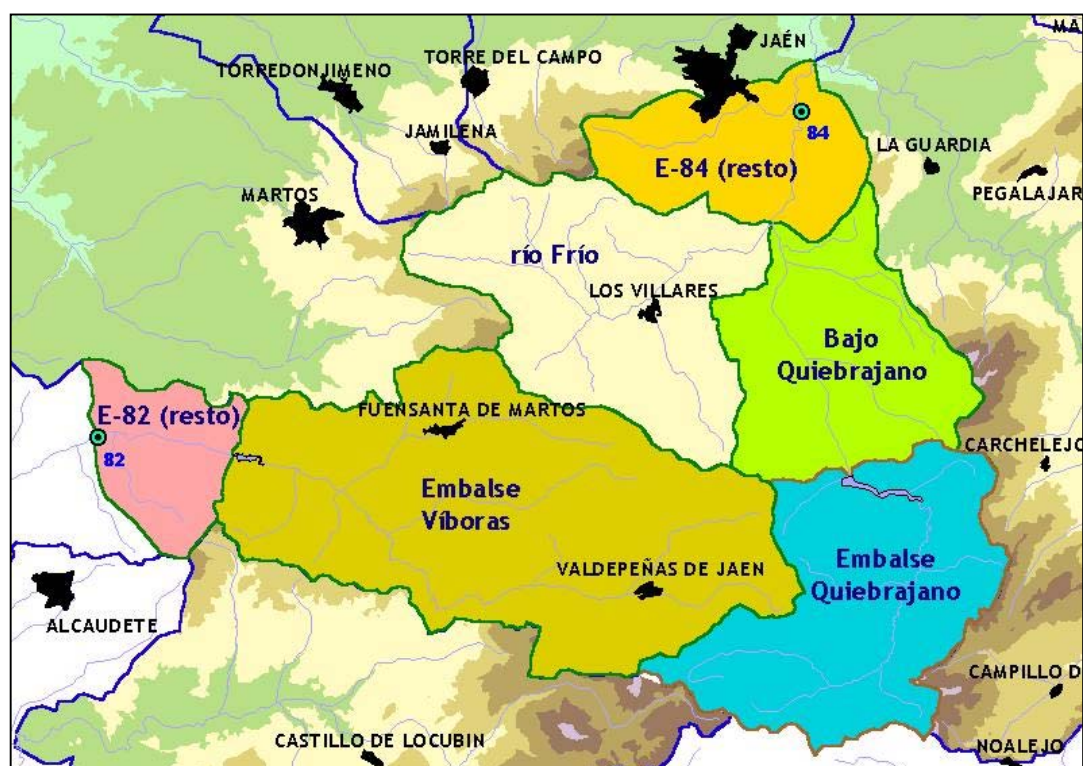 MA
JAÉN
TORRE DEL CAMPO
TORREDONJIMENO
84
JAMILENA
LA GUARDIA
E-84 (resto)
PEGALAJAR
MARTOS
río Frío
LOS VILLARES
Bajo
Quiebrajano
E-82 (resto)
FUENSANTA DE MARTOS
82
CARCHELEJO
Embalse
Víboras
Embalse
Quiebrajano
VALDEPEÑAS DE JAEN
ALCAUDETE
CAMPILLO D
CASTILLO DE LOCUBIN
NOALEJO